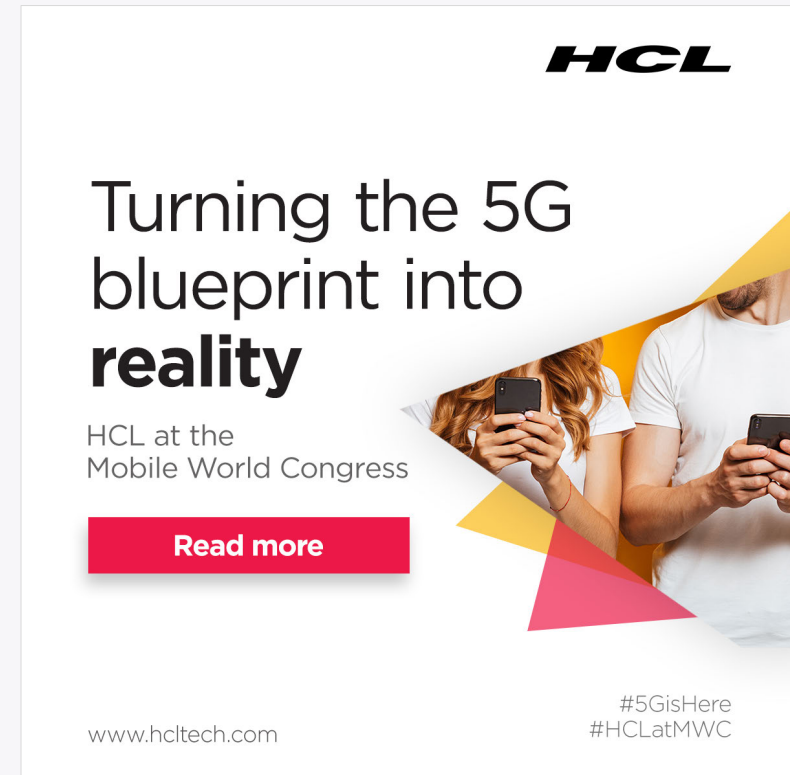 HCL
Turning the 5G
blueprint into
reality
HCL at the
Mobile World Congress
Read more
#5GisHere
#HCLatMWC
www.hcltech.com